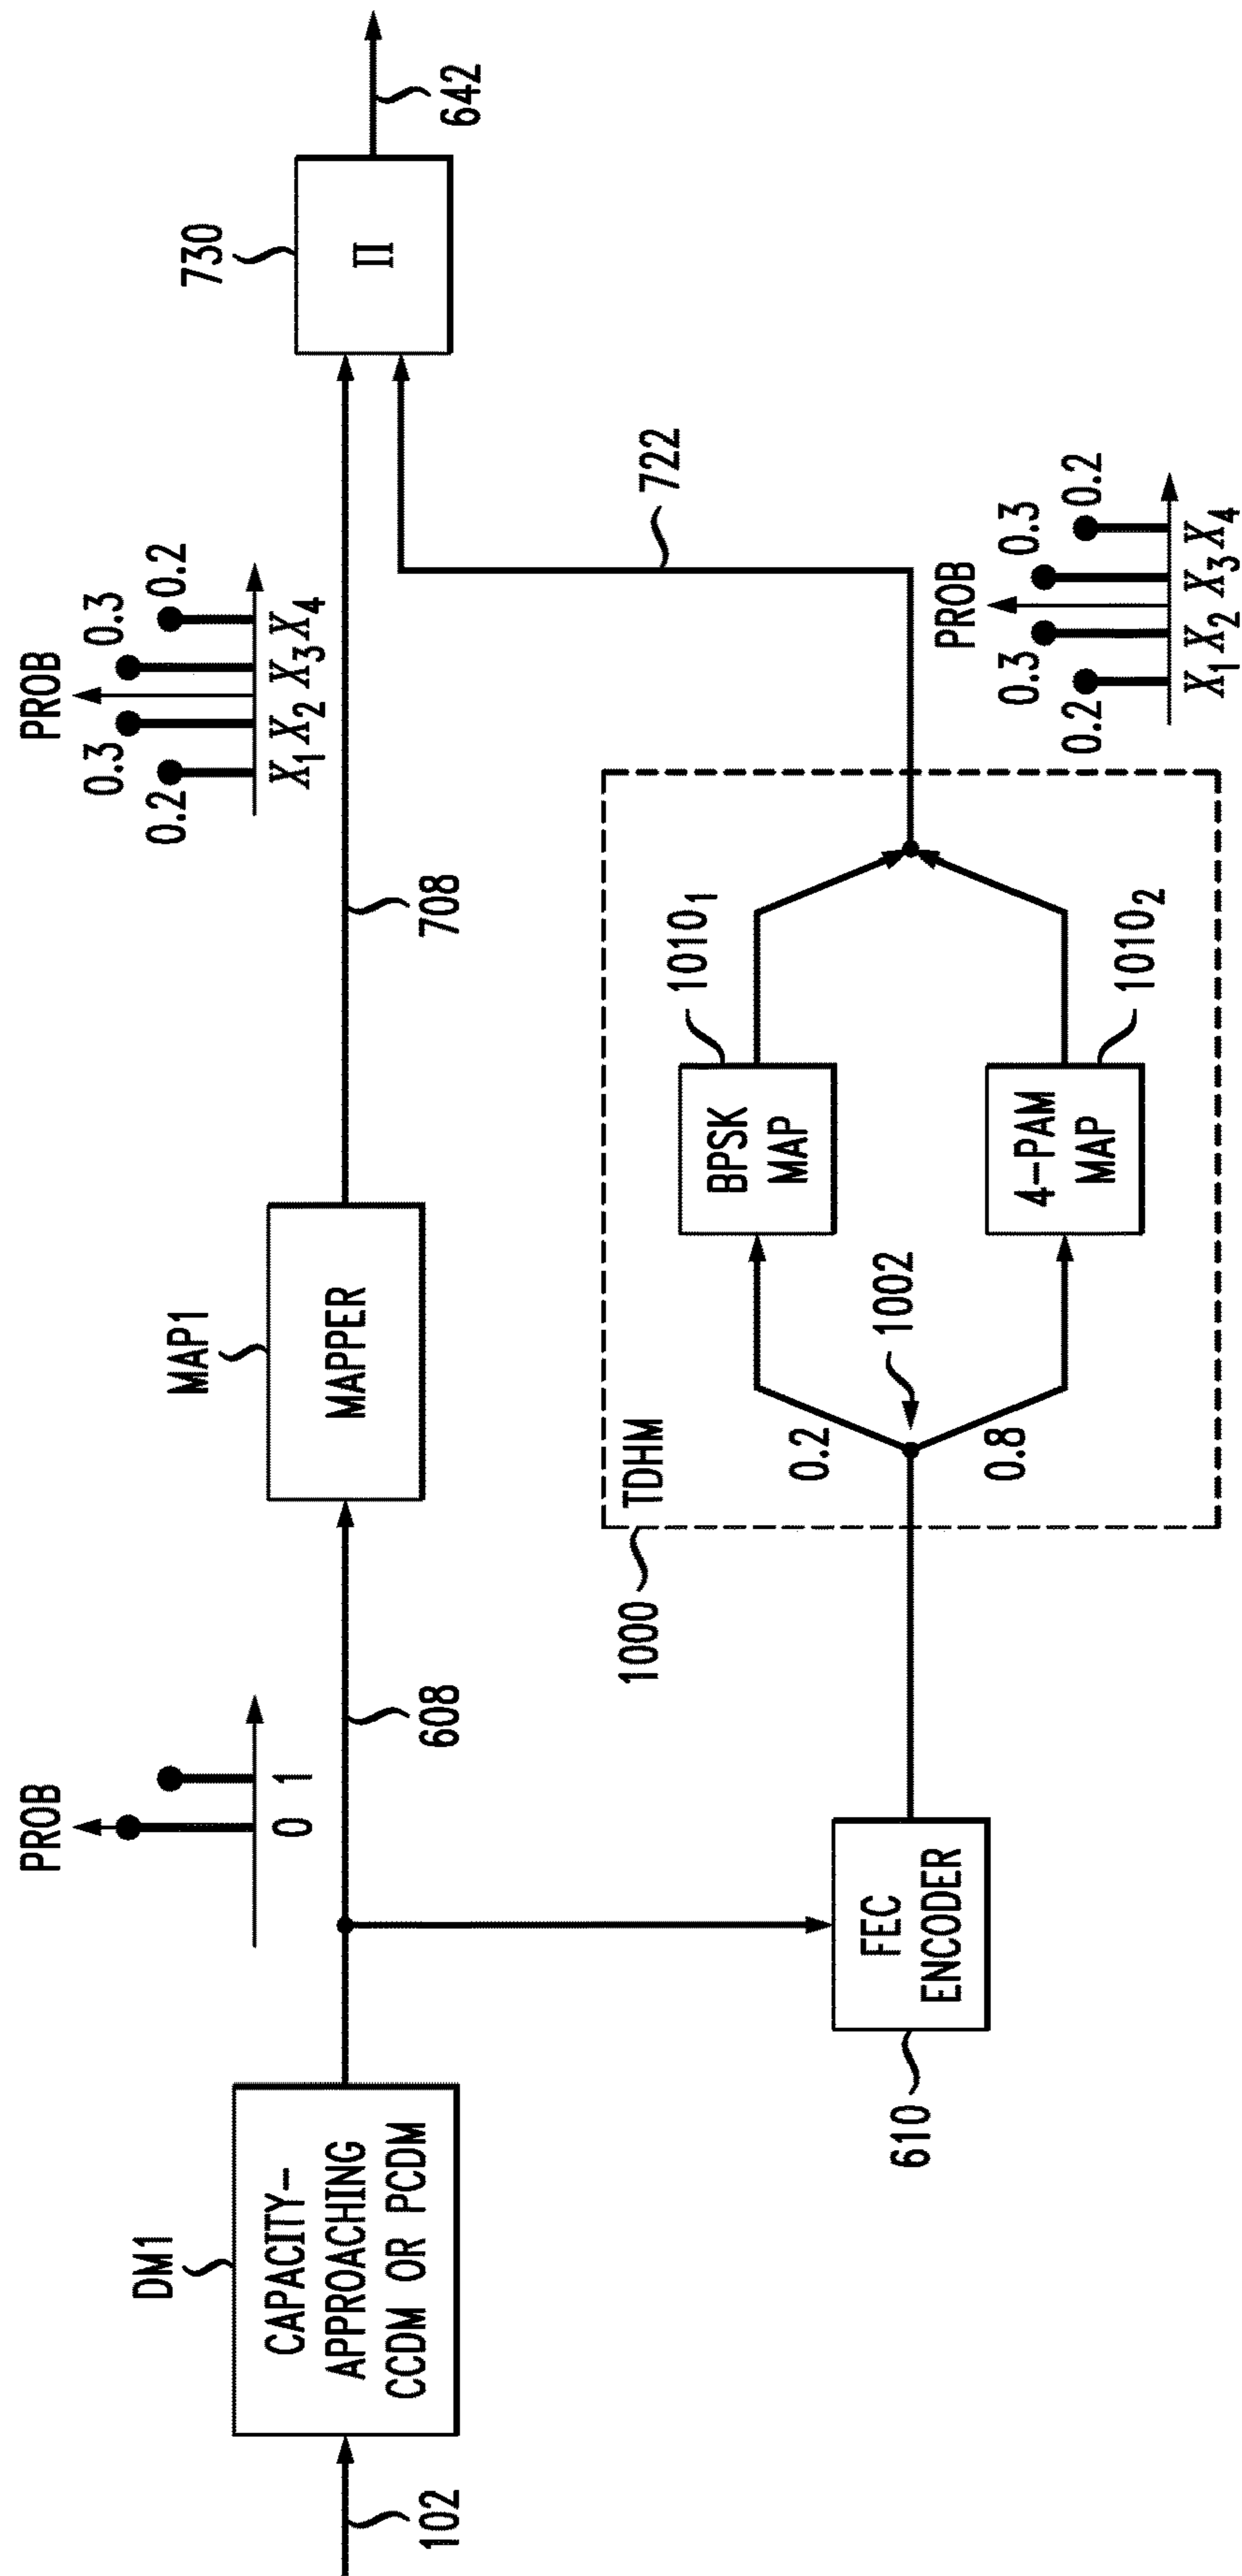 102
DM1
CAPACITY-
APPROACHING
CCDM OR PCDM
PROB
0 1
608
MAP1
MAPPER
708
PROB
0.2 0.3 0.3 0.2
X1 X2 X3 X4
730
Π
642
610
FEC
ENCODER
1000
TDHM
0.2
0.8
1002
BPSK
MAP
1010₁
4-PAM
MAP
1010₂
722
PROB
0.2 0.3 0.3 0.2
X1 X2 X3 X4